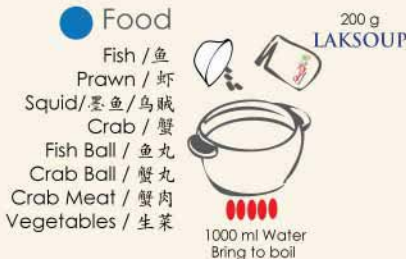 Food
Fish /鱼
Prawn / 虾
Squid/墨鱼/乌贼
Crab / 蟹
Fish Ball / 鱼丸
Crab Ball / 蟹丸
Crab Meat / 蟹肉
Vegetables / 生菜
200 g
LAKSOUP
1000 ml Water
Bring to boil